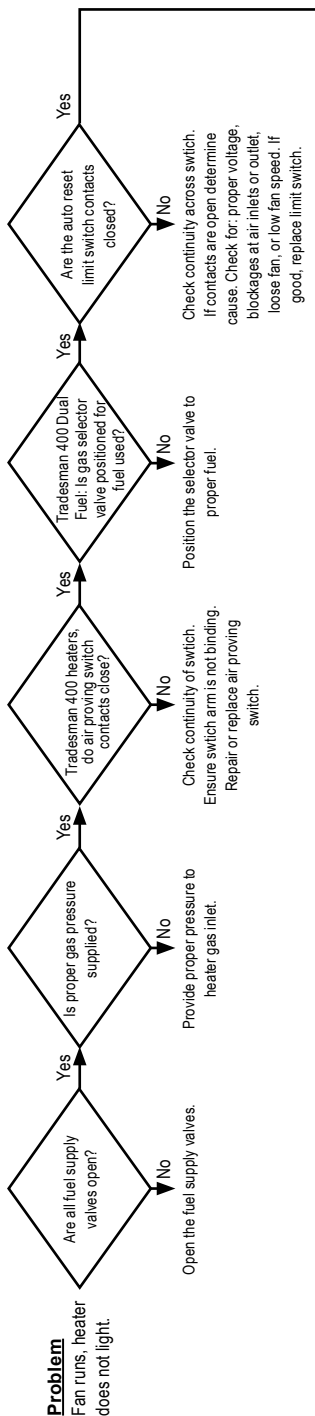 Problem
Fan runs, heater
does not light.
Are all fuel supply
valves open?
Yes
No
Open the fuel supply valves.
Is proper gas pressure
supplied?
Yes
No
Provide proper pressure to
heater gas inlet.
Tradesman 400 heaters,
do air proving switch
contacts close?
Yes
No
Check continuity of swtich.
Ensure swtich arm is not binding.
Repair or replace air proving
switch.
Tradesman 400 Dual
Fuel: Is gas selector
valve positioned for
fuel used?
Yes
No
Position the selector valve to
proper fuel.
Are the auto reset
limit switch contacts
closed?
Yes
No
Check continuity across swtich.
If contacts are open determine
cause. Check for: proper voltage,
blockages at air inlets or outlet,
loose fan, or low fan speed. If
good, replace limit switch.